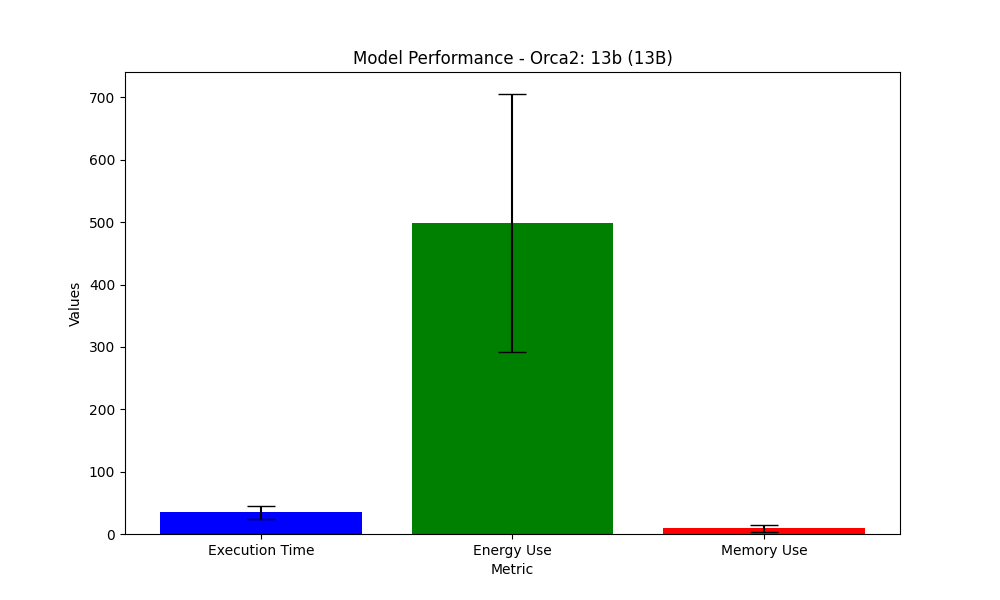 Model Performance - Orca2: 13b (13B)
700
600
500
400
300
200
100
0
Values
Execution Time
Energy Use
Memory Use
Metric